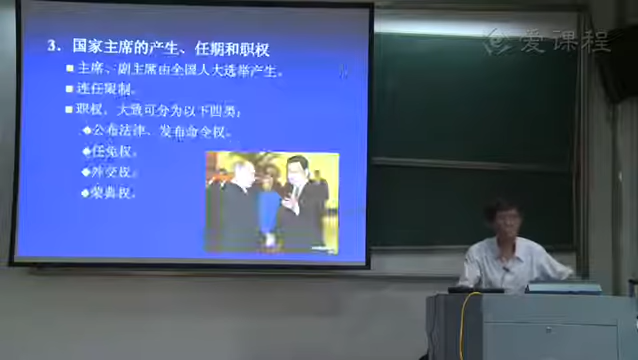 爱课程
3. 国家主席的产生、任期和职权
■主席、副主席由全国人大选举产生。
■连任限制。
■职权，大致可分为以下四类：
◆公布法律、发布命令权。
◆任免权。
◆外交权。
◆荣典权。